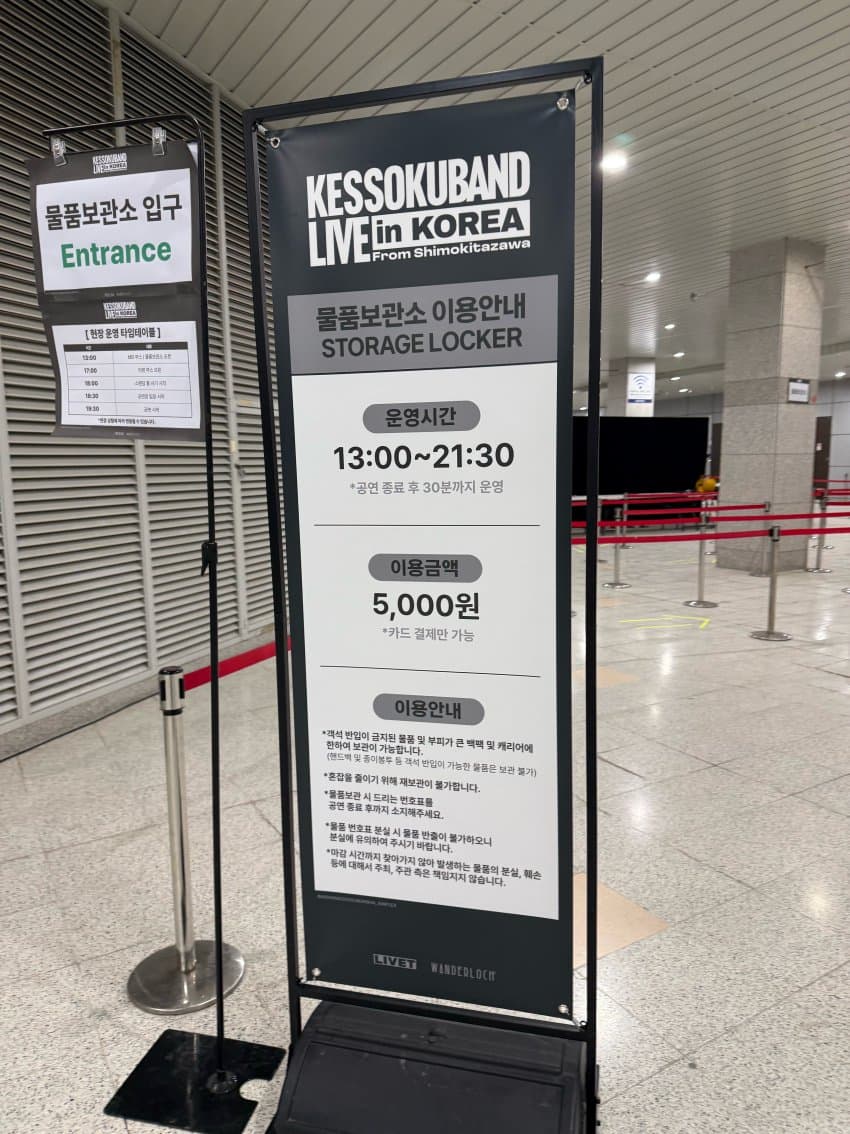 KESSOKUBAND
LIVE in KOREA
물품보관소 입구
Entrance
KESSOKUBAND
LIVE in KOREA
[ 현장 운영 타임테이블 ]
13:00
17:00
18:00
18:30
19:30
공연 시작
KESSOKUBAND
LIVE in KOREA
From Shimokitazawa
물품보관소 이용안내
STORAGE LOCKER
운영시간
13:00~21:30
*공연 종료 후 30분까지 운영
이용금액
5,000원
*카드 결제만 가능
이용안내
*객석 반입이 금지된 물품 및 부피가 큰 백팩 및 캐리어에
한하여 보관이 가능합니다.
(핸드백 및 종이봉투 등 객석 반입이 가능한 물품은 보관 불가)
*혼잡을 줄이기 위해 재보관이 불가합니다.
*물품보관 시 드리는 번호표를
공연 종료 후까지 소지해주세요.
*물품 번호표 분실 시 물품 반출이 불가하오니
분실에 유의하여 주시기 바랍니다.
*마감 시간까지 찾아가지 않아 발생하는 물품의 분실, 훼손
등에 대해서 주최, 주관 측은 책임지지 않습니다.
LIVET WANDERLOCH